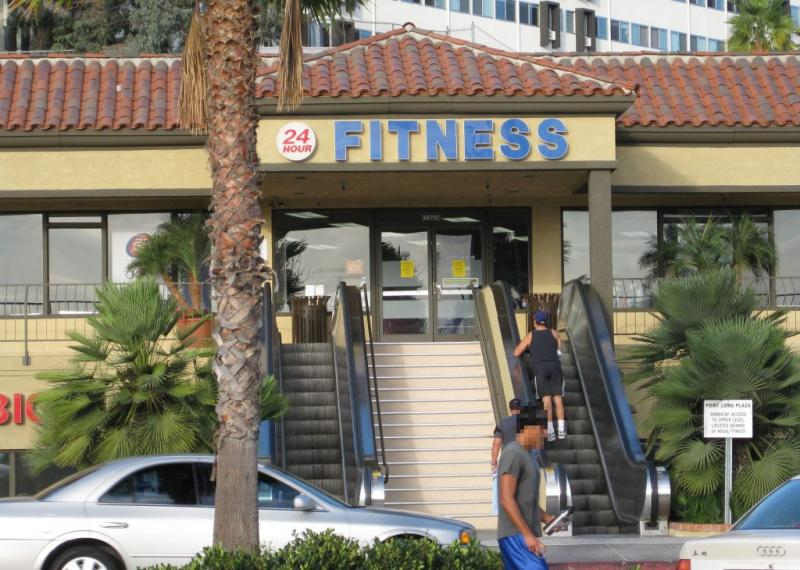 24
HOUR
FITNESS
3675C
POINT LOMA PLAZA
HANDICAP ACCESS
TO UPPER LEVEL
LOCATED BEHIND
24 HOUR FITNESS